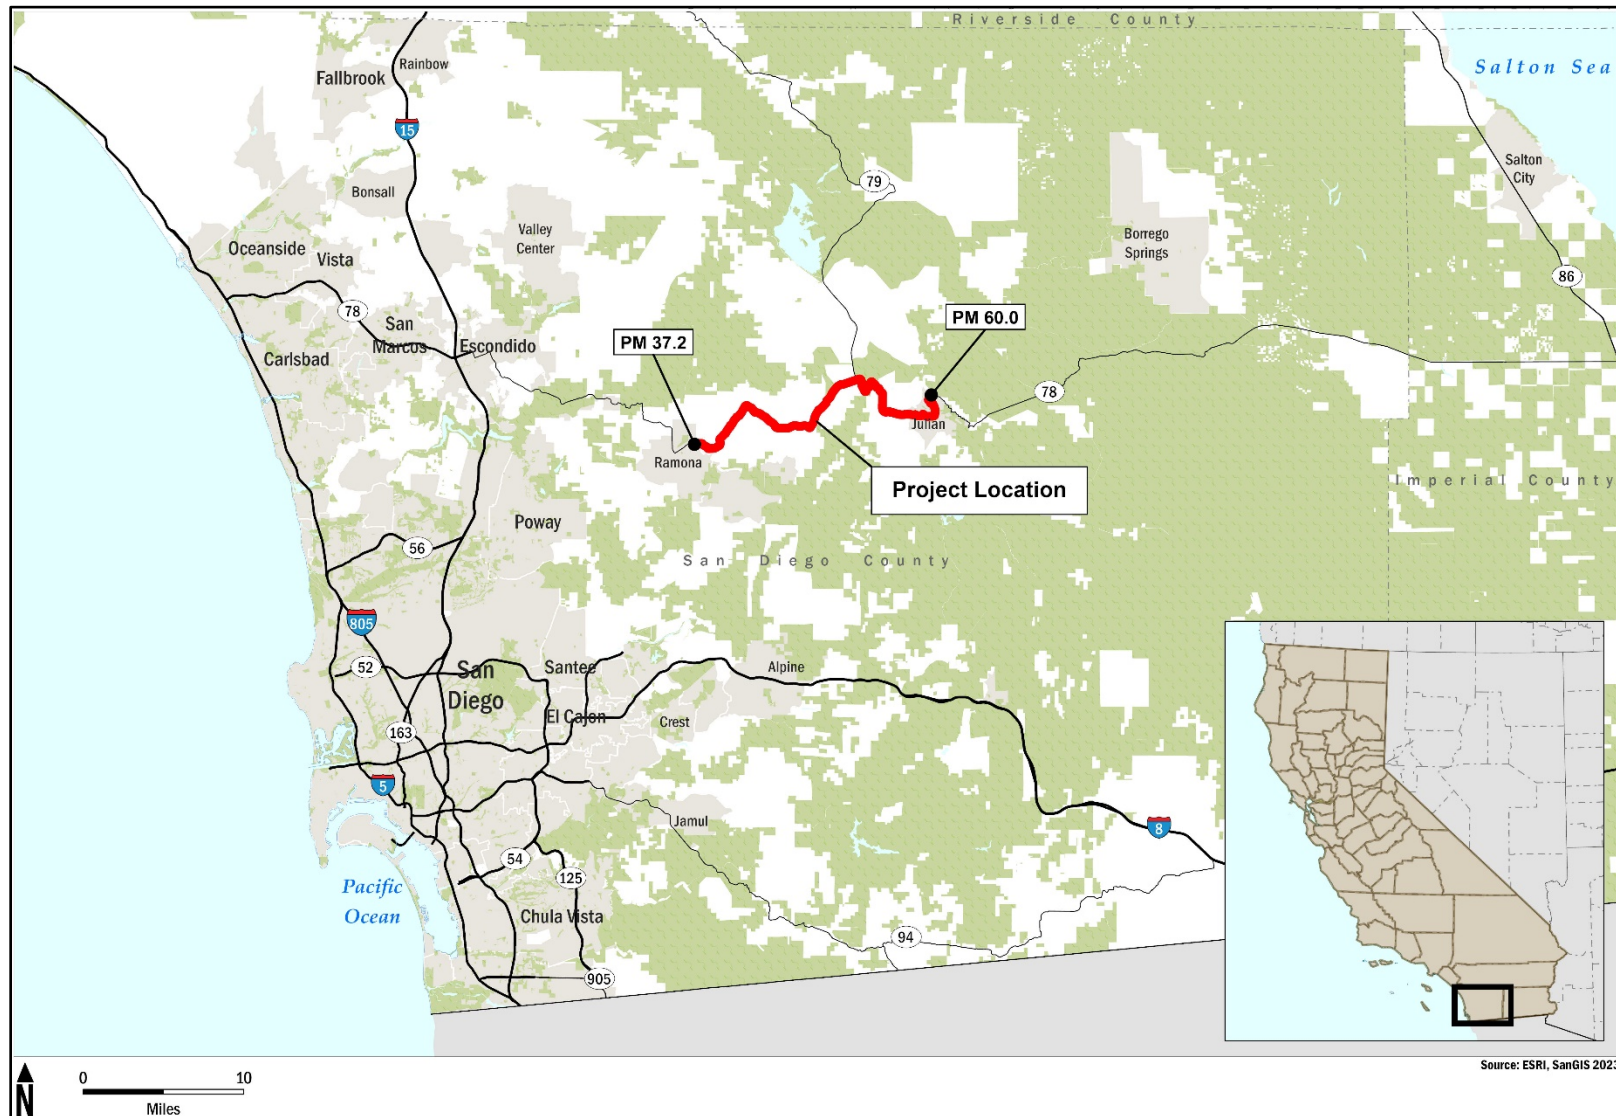 Riverside County
Salton Sea
Fallbrook
Rainbow
15
79
Salton
City
Bonsall
Valley
Center
Oceanside
Vista
Borrego
Springs
86
78
San
Marcos
Escondido
Carlsbad
PM 37.2
PM 60.0
78
Julian
Ramona
Project Location
Imperial County
Poway
56
San Diego County
805
52
San
Diego
Santee
Alpine
El Cajon
Crest
163
5
Jamul
8
54
125
Pacific
Ocean
Chula Vista
94
905
Source: ESRI, SanGIS 2023
N
0 10
Miles